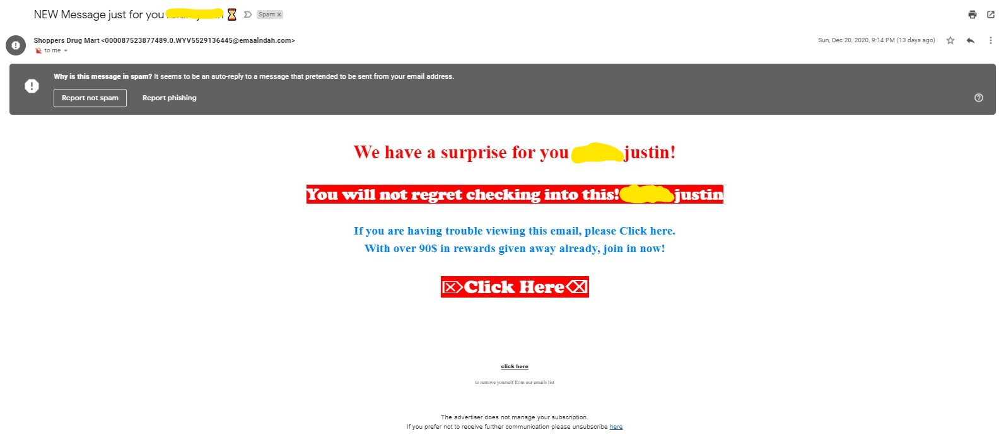 NEW Message just for you
Spam x
Shoppers Drug Mart <000087523877489.0.WYV5529136445@emaalndah.com>
Sun, Dec 20, 2020, 9:14 PM (13 days ago)
to me
Why is this message in spam? It seems to be an auto-reply to a message that pretended to be sent from your email address.
Report not spam
Report phishing
We have a surprise for you justin!
You will not regret checking into this! justin
If you are having trouble viewing this email, please Click here.
With over 90$ in rewards given away already, join in now!
Click Here
click here
to remove yourself from our emails list
The advertiser does not manage your subscription.
If you prefer not to receive further communication please unsubscribe here